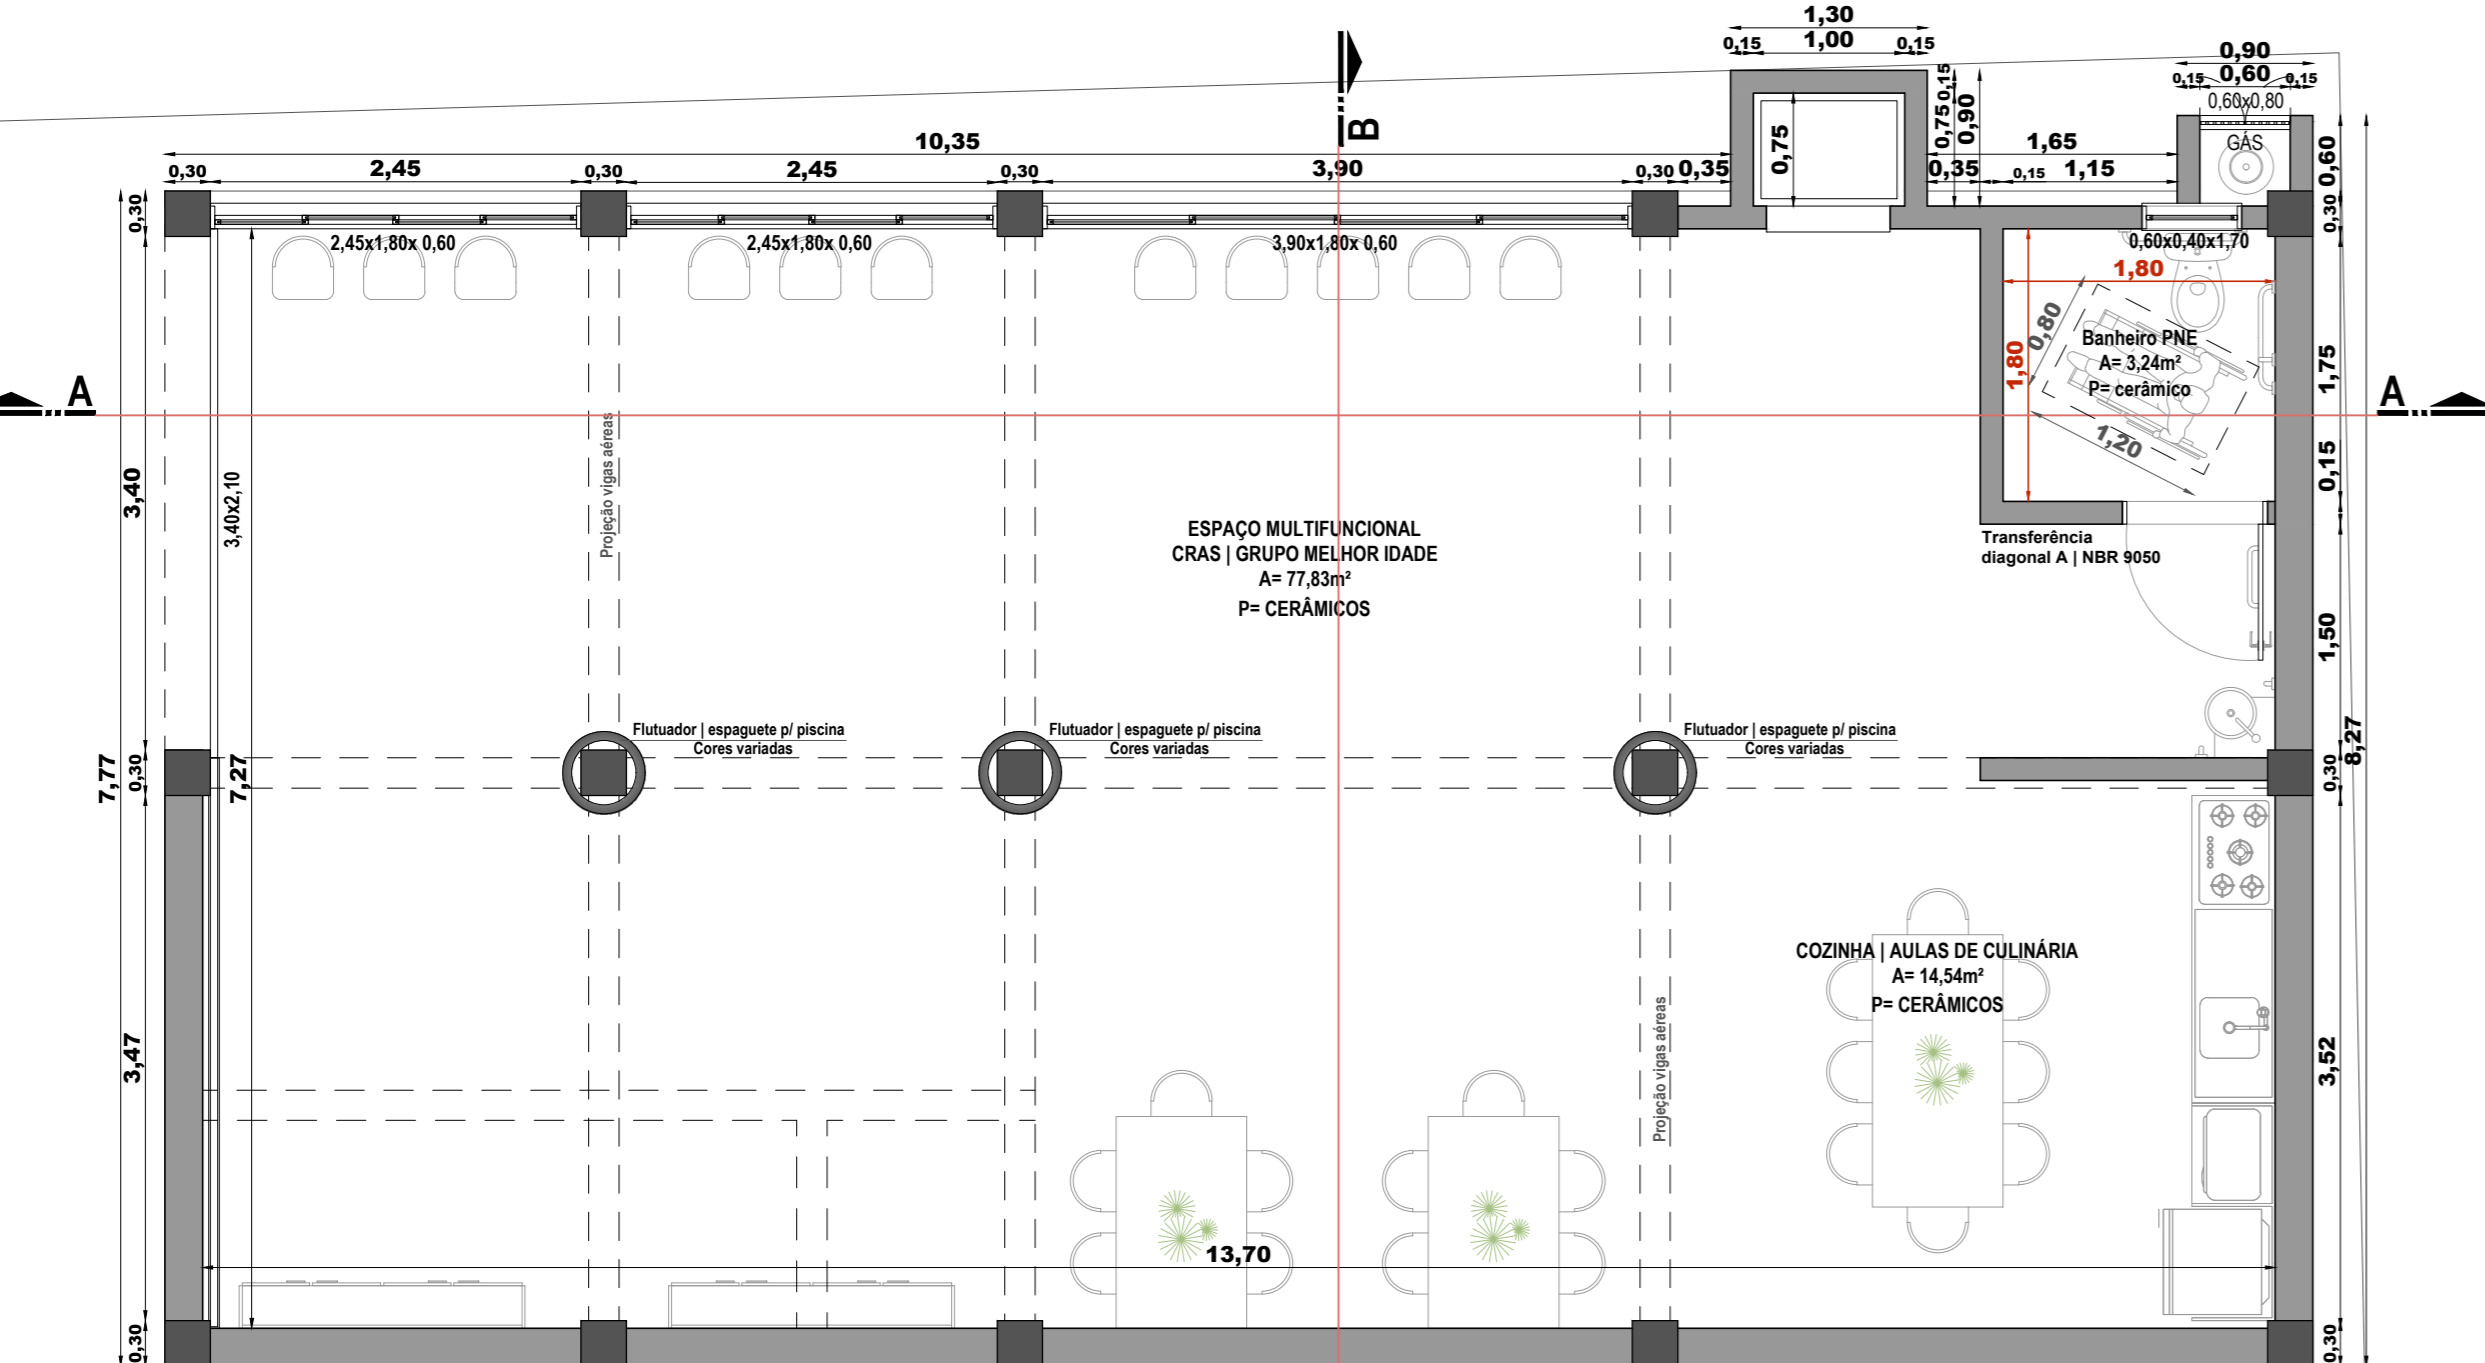 1,30
0,15 1,00 0,15
0,90
0,15 0,60 0,15
0,60x0,80
GÁS
B
10,35
0,30 2,45 0,30 2,45 0,30 3,90 0,30 0,35
0,75
0,15
0,75
0,90
1,65
0,35 0,15 1,15
0,60
0,30
0,30
2,45x1,80x 0,60
2,45x1,80x 0,60
3,90x1,80x 0,60
0,60x0,40x1,70
1,80
1,80
0,80
Banheiro PNE
A= 3,24m²
P= cerâmico
1,20
1,75
A
A
0,15
3,40
3,40x2,10
Projeção vigas aéreas
ESPAÇO MULTIFUNCIONAL
CRAS | GRUPO MELHOR IDADE
A= 77,83m²
P= CERÂMICOS
Transferência
diagonal A | NBR 9050
1,50
Flutuador | espaguete p/ piscina
Cores variadas
Flutuador | espaguete p/ piscina
Cores variadas
Flutuador | espaguete p/ piscina
Cores variadas
7,77
0,30
7,27
8,27
0,30
COZINHA | AULAS DE CULINÁRIA
A= 14,54m²
P= CERÂMICOS
Projeção vigas aéreas
3,47
3,52
13,70
0,30
0,30